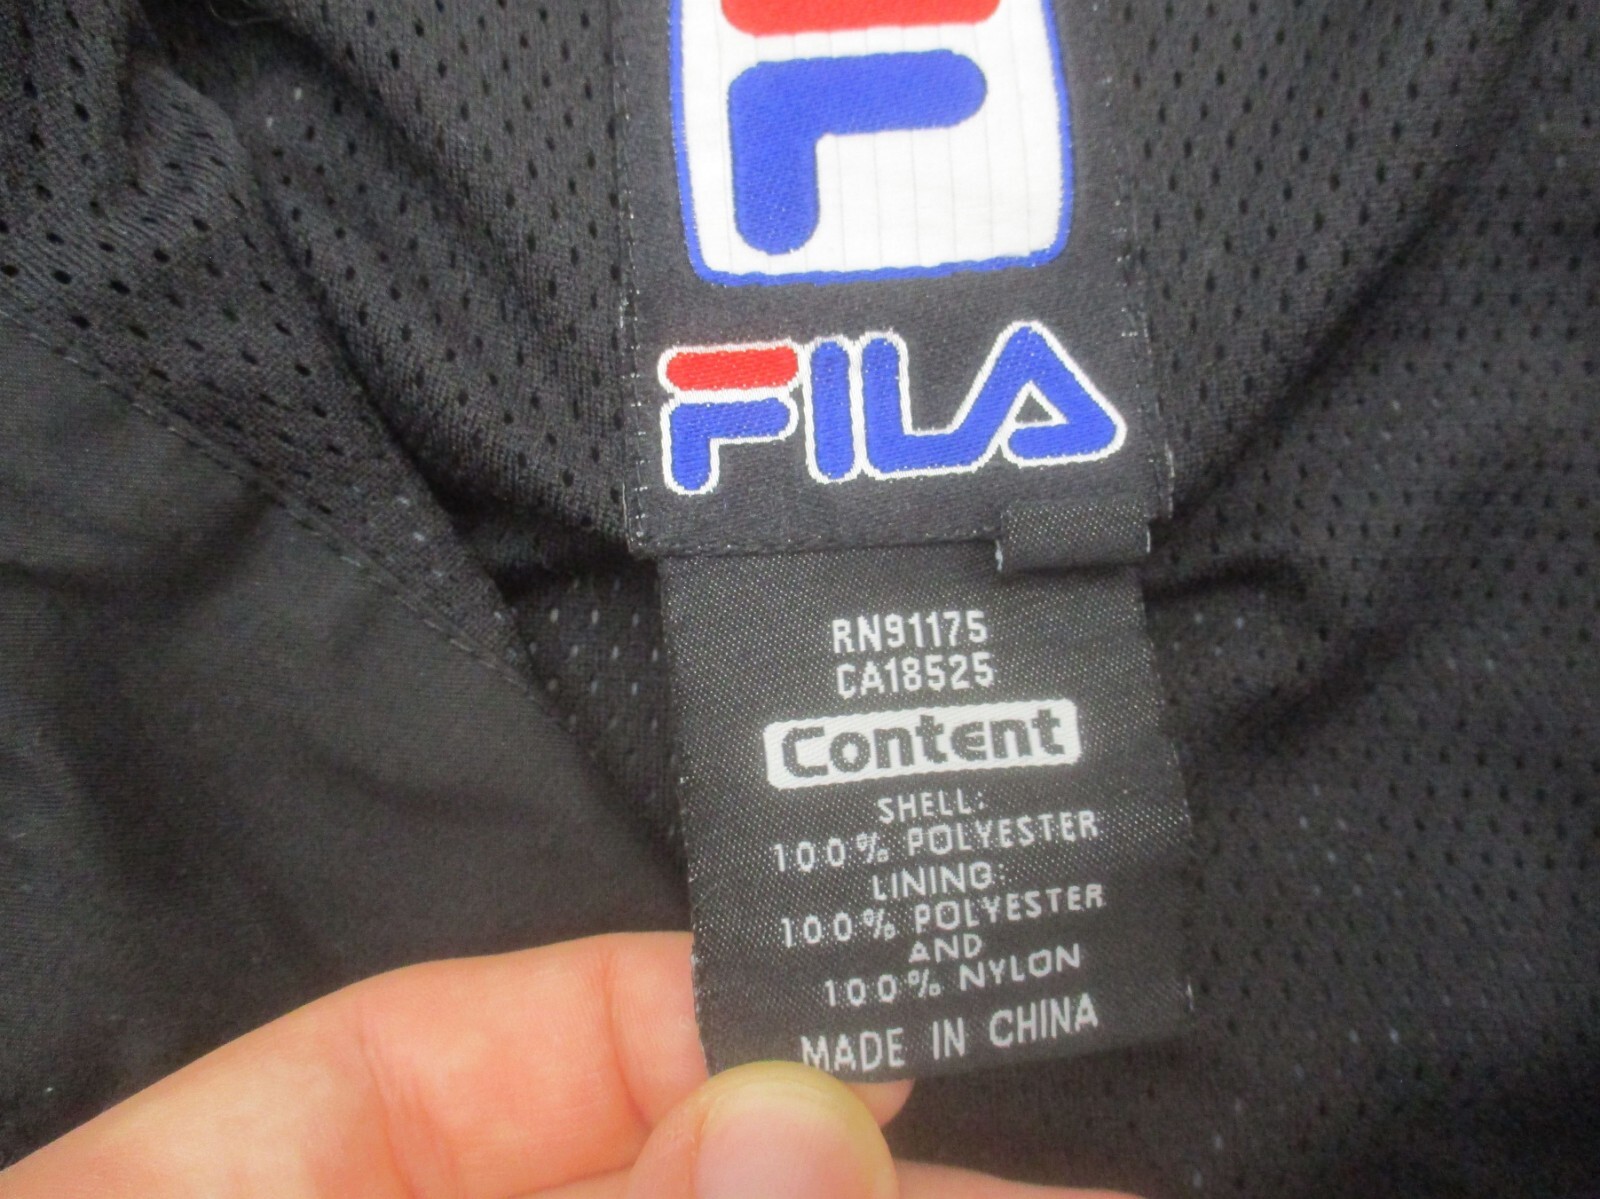 FILA
RN91175
CA18525
Content
SHELL:
100% POLYESTER
LINING:
100% POLYESTER
AND
100% NYLON
MADE IN CHINA